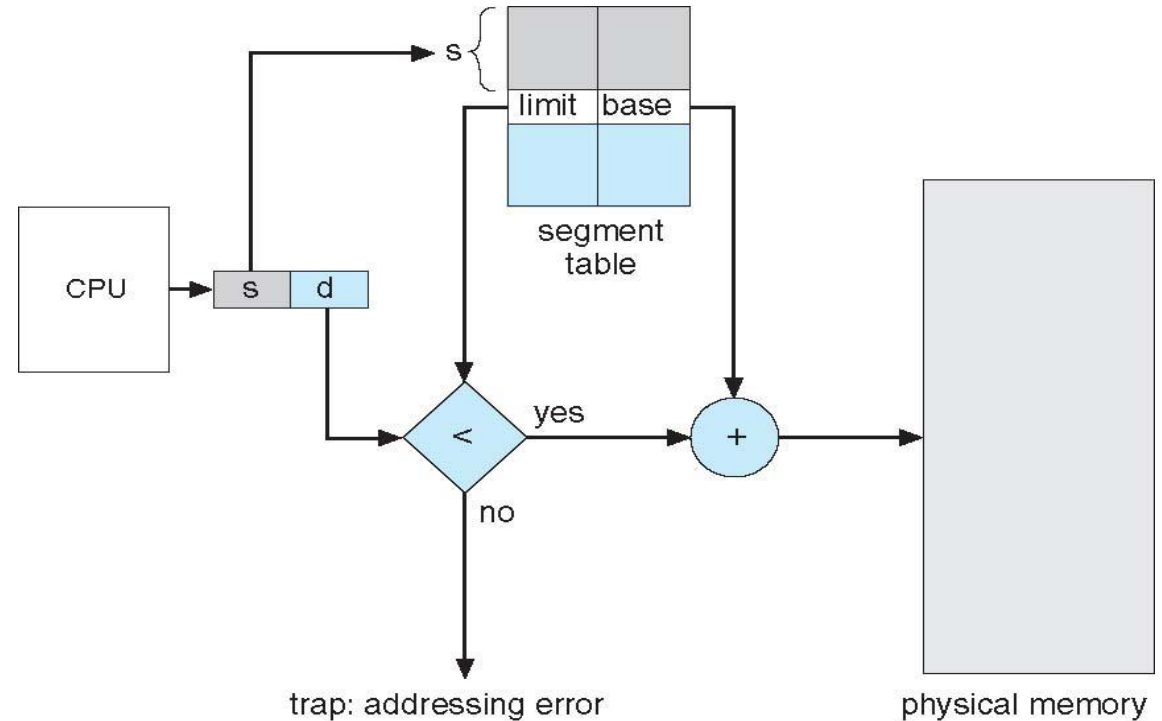 s
limit base
segment
table
CPU
s d
<
yes
+
no
trap: addressing error
physical memory